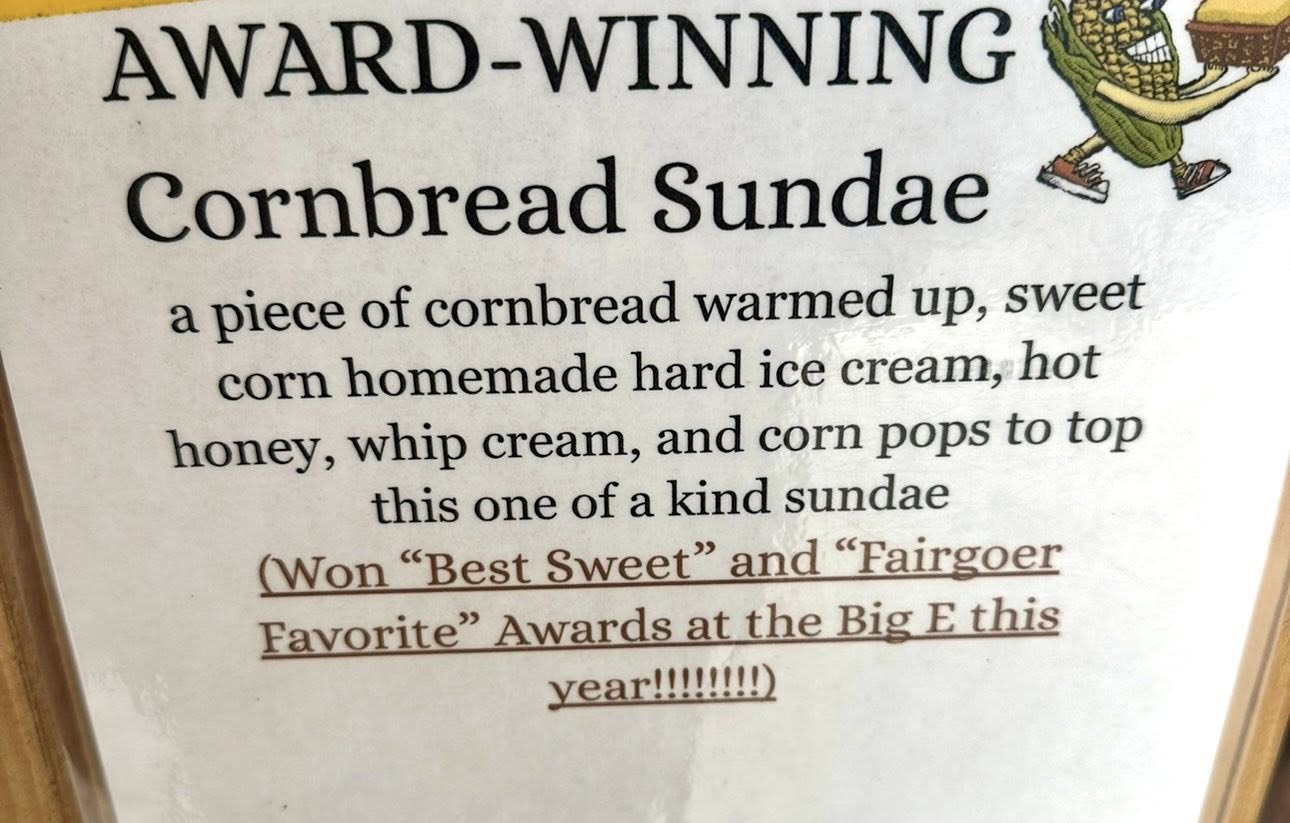 AWARD-WINNING
Cornbread Sundae
a piece of cornbread warmed up, sweet
corn homemade hard ice cream, hot
honey, whip cream, and corn pops to top
this one of a kind sundae
(Won “Best Sweet” and “Fairgoer
Favorite” Awards at the Big E this
year!!!!!!!!!)